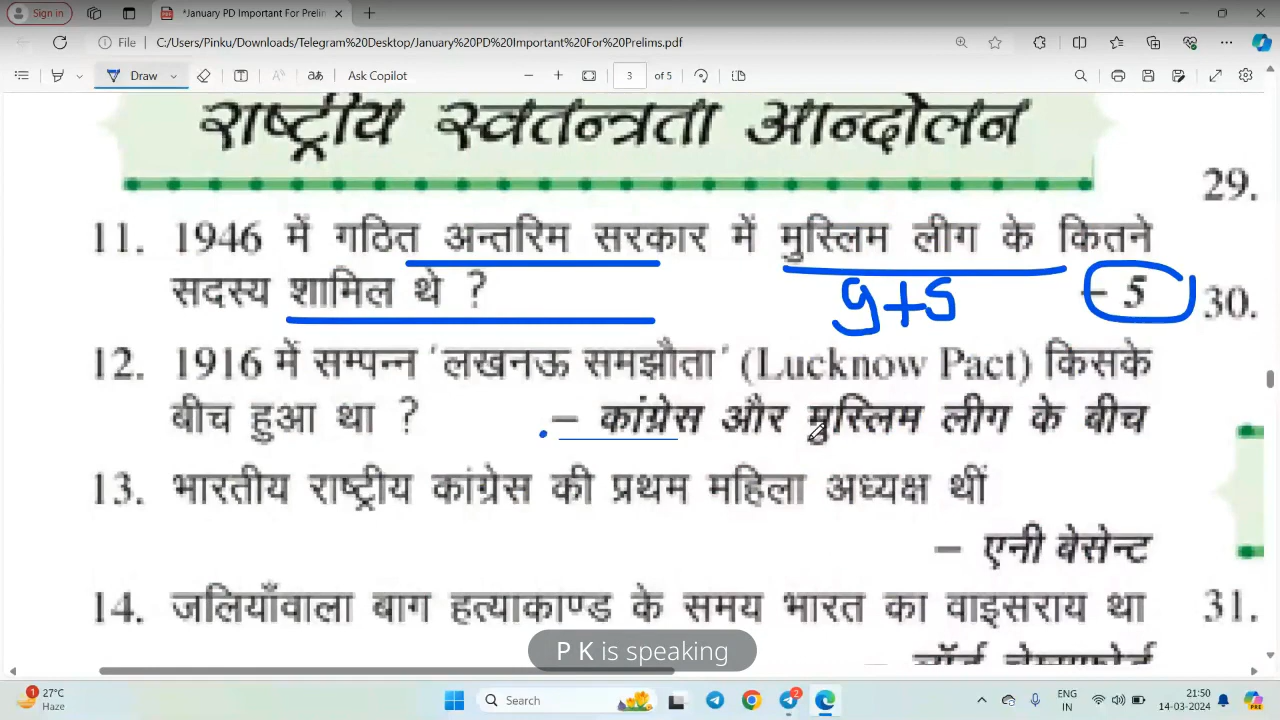 Sign in
*January PD Important For Prelim
File C:/Users/Pinku/Downloads/Telegram%20Desktop/January%20PD%20Important%20For%20Prelims.pdf
Draw
Ask Copilot
3 of 5
राष्ट्रीय स्वतन्त्रता आन्दोलन
29.
11. 1946 में गठित अन्तरिम सरकार में मुस्लिम लीग के कितने
सदस्य शामिल थे ? – 5
9+5
30.
12. 1916 में सम्पन्न 'लखनऊ समझौता' (Lucknow Pact) किसके
बीच हुआ था ? – कांग्रेस और मुस्लिम लीग के बीच
13. भारतीय राष्ट्रीय कांग्रेस की प्रथम महिला अध्यक्ष थीं
– एनी बेसेन्ट
14. जलियाँवाला बाग हत्याकाण्ड के समय भारत का वाइसराय था
31.
P K is speaking
1
27°C
Haze
Search
2
ENG
IN
21:50
14-03-2024